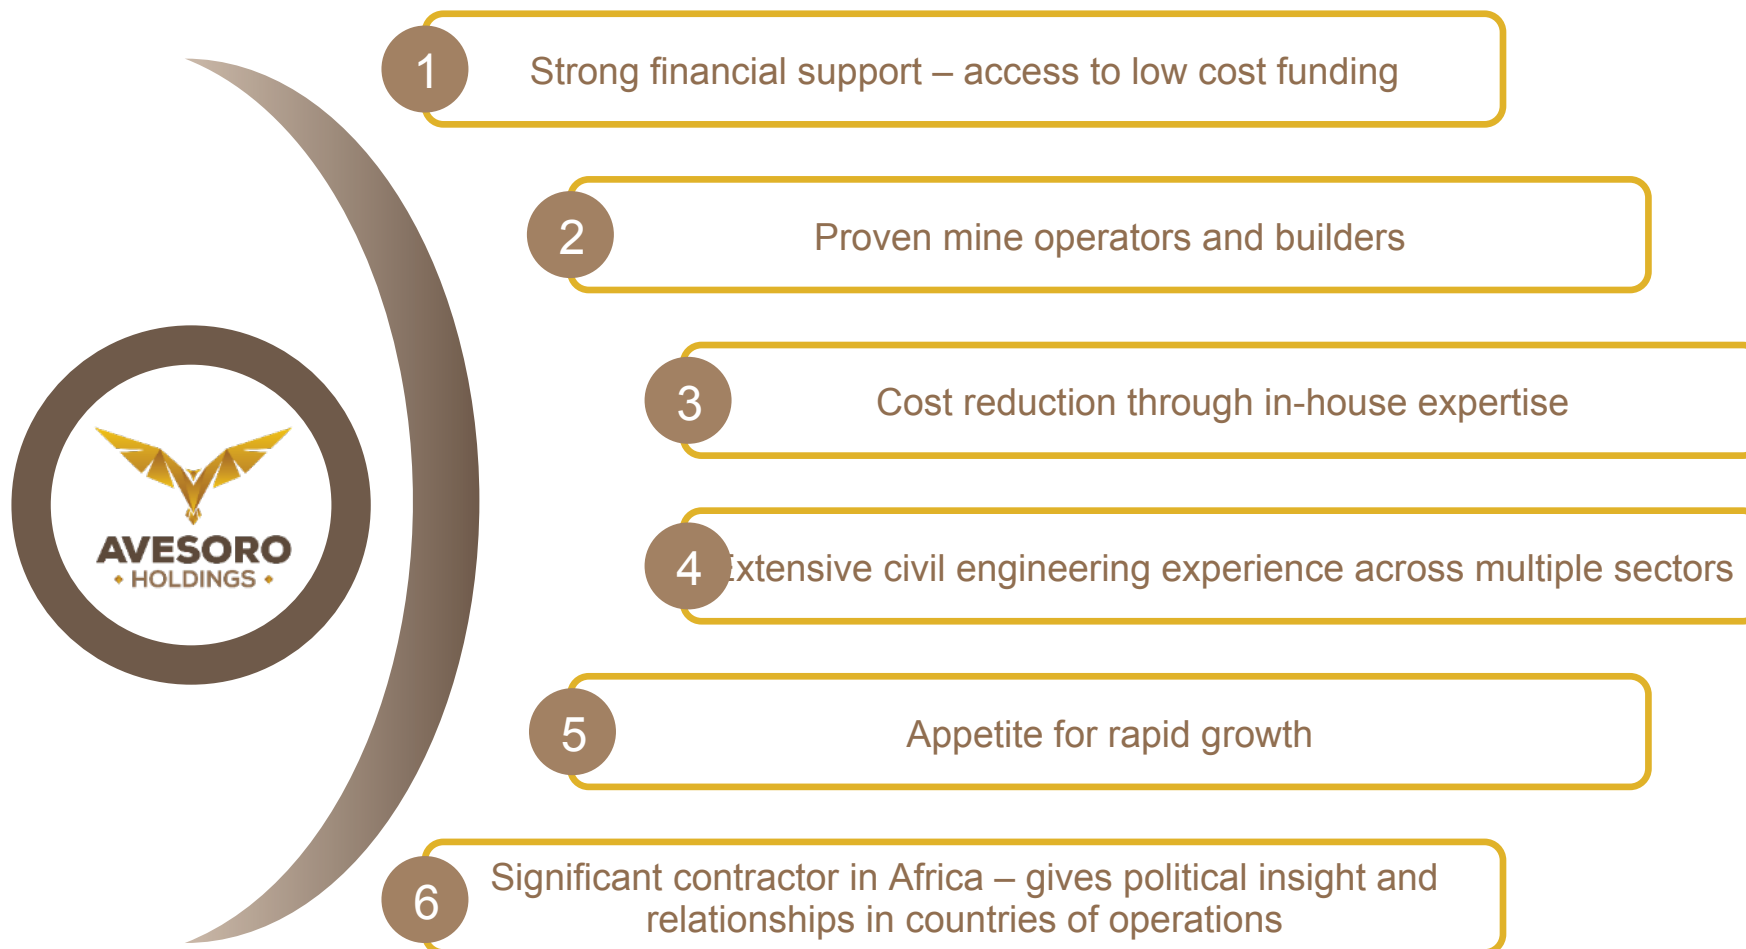 AVESORO
HOLDINGS
1
Strong financial support – access to low cost funding
2
Proven mine operators and builders
3
Cost reduction through in-house expertise
4
Extensive civil engineering experience across multiple sectors
5
Appetite for rapid growth
6
Significant contractor in Africa – gives political insight and
relationships in countries of operations